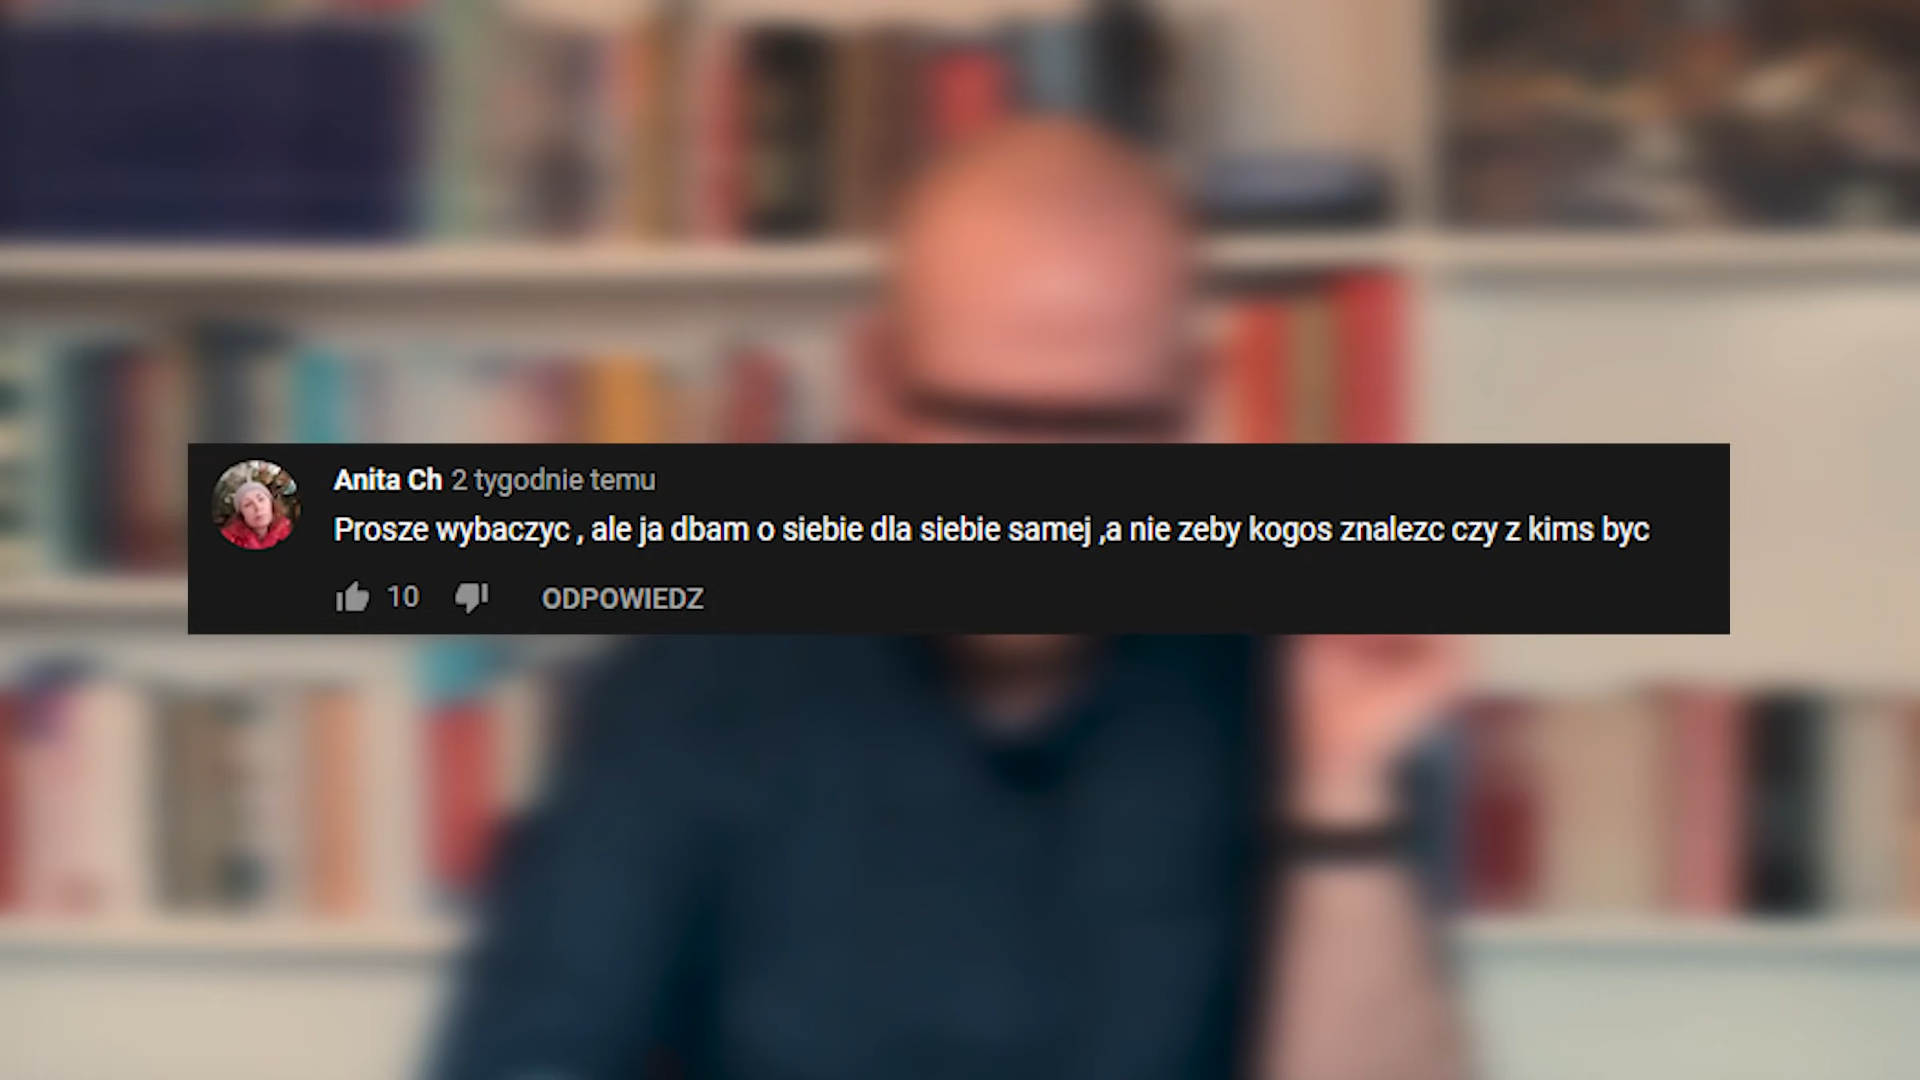 Anita Ch 2 tygodnie temu
Prosze wybaczyc , ale ja dbam o siebie dla siebie samej ,a nie zeby kogos znalezc czy z kims byc
10 ODPOWIEDZ